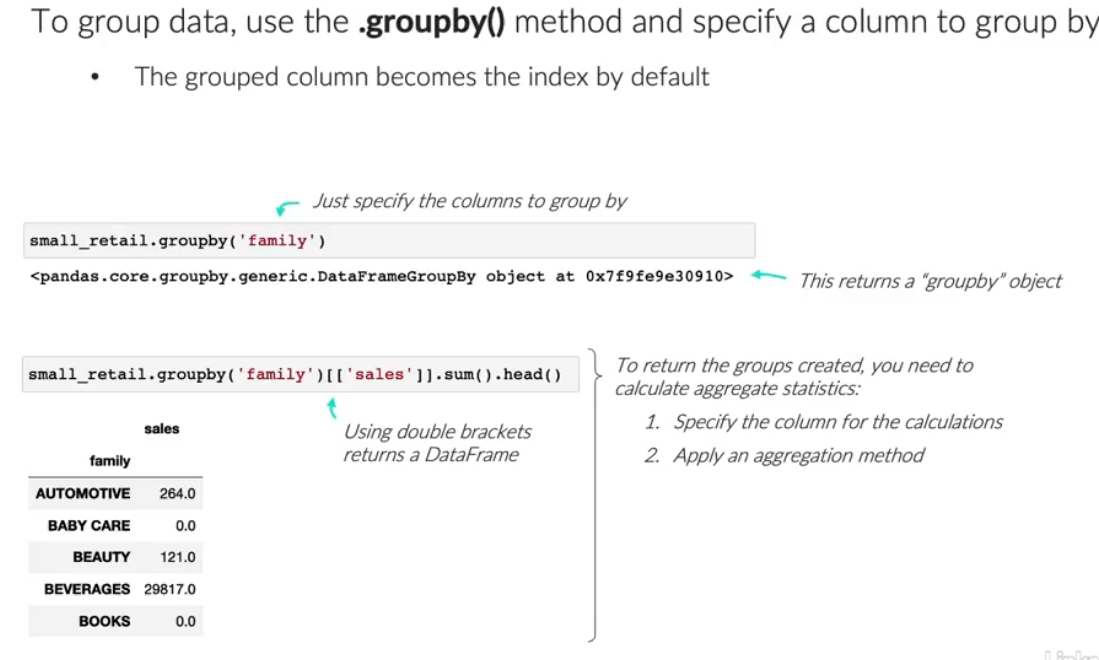 To group data, use the .groupby() method and specify a column to group by
• The grouped column becomes the index by default
Just specify the columns to group by
small_retail.groupby('family')
<pandas.core.groupby.generic.DataFrameGroupBy object at 0x7f9fe9e30910>
This returns a “groupby” object
small_retail.groupby('family')[['sales']].sum().head()
Using double brackets
returns a DataFrame
sales
family
AUTOMOTIVE 264.0
BABY CARE 0.0
BEAUTY 121.0
BEVERAGES 29817.0
BOOKS 0.0
To return the groups created, you need to
calculate aggregate statistics:
1. Specify the column for the calculations
2. Apply an aggregation method